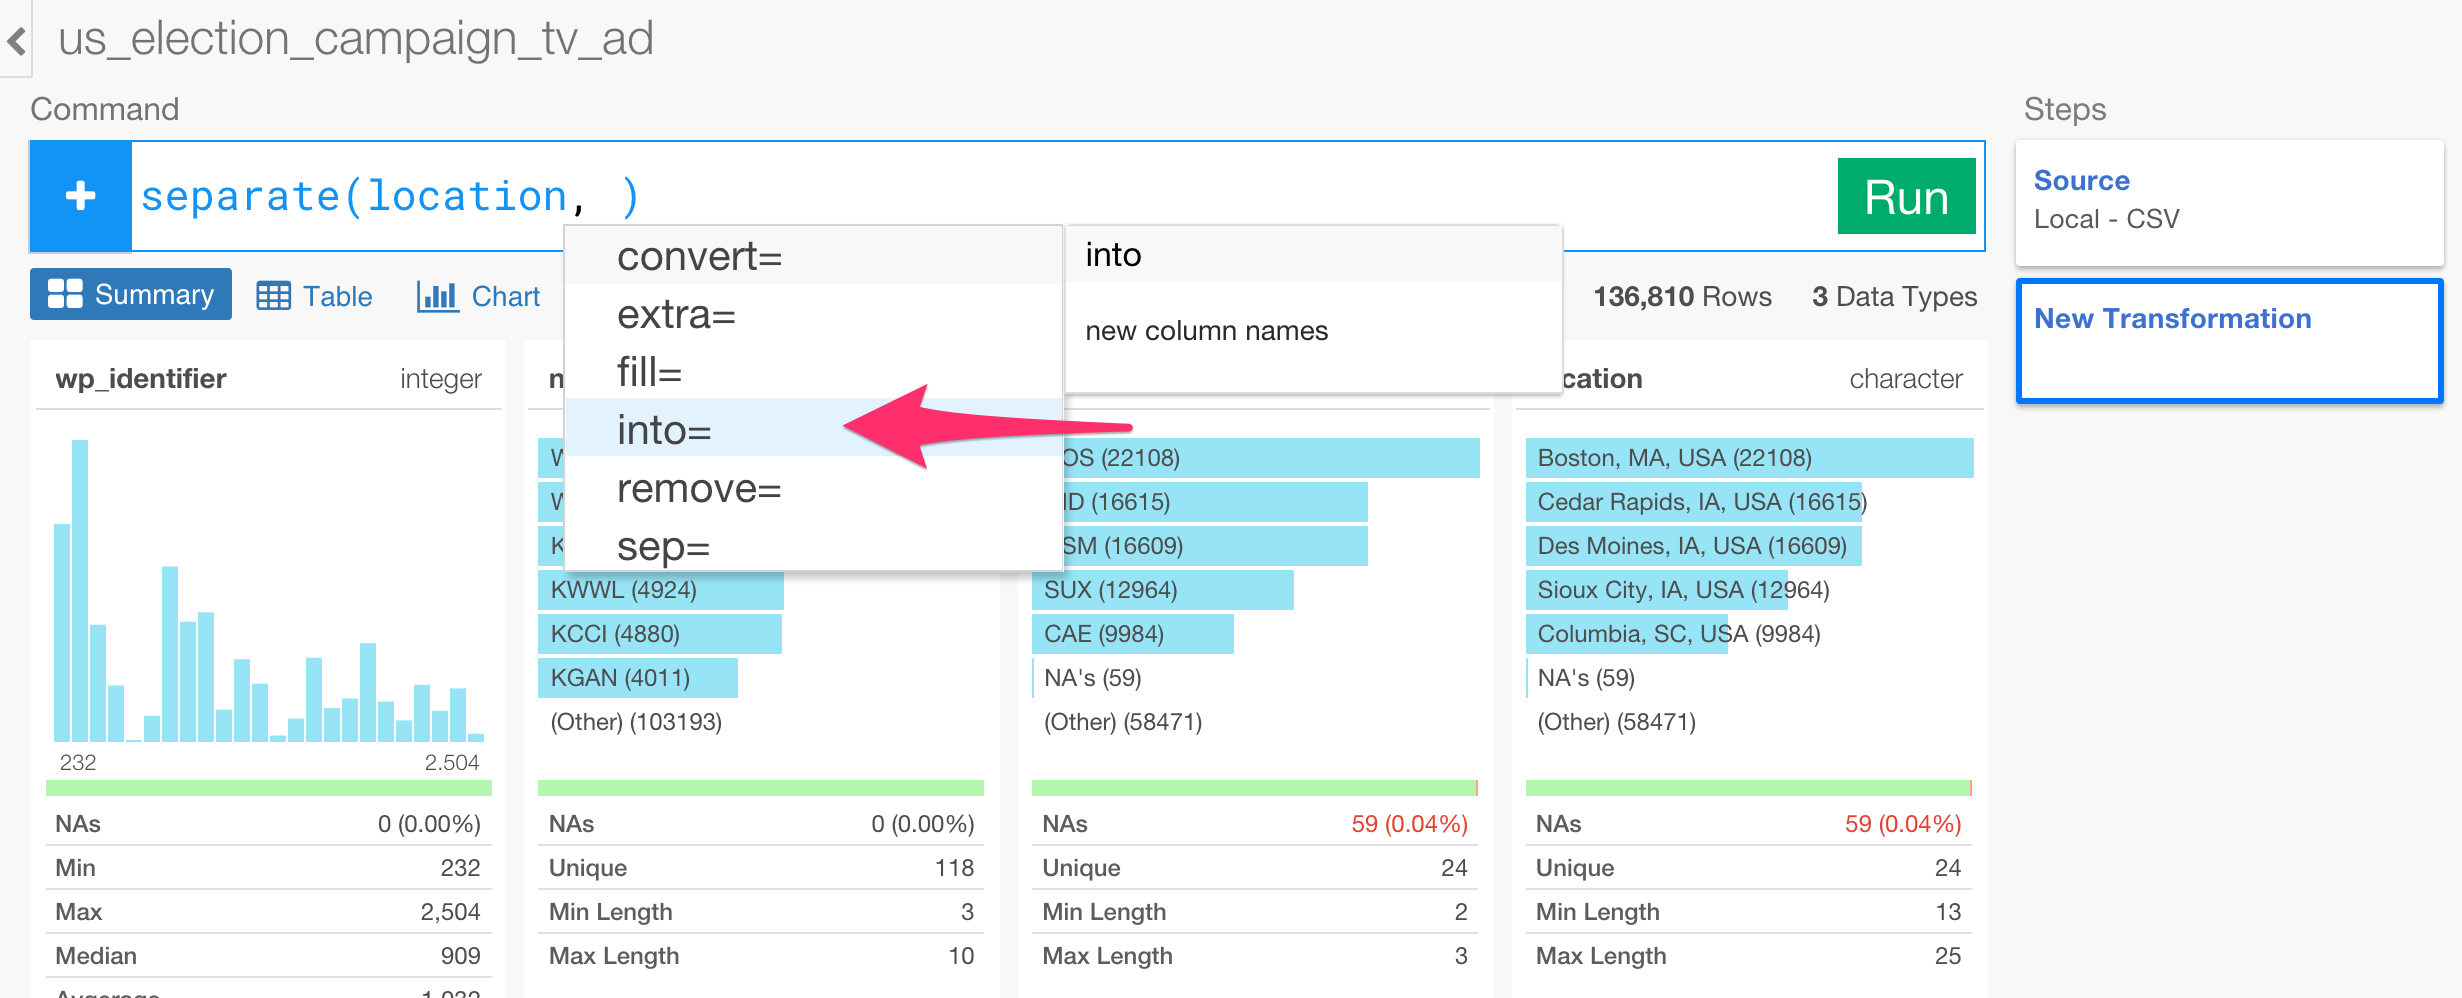 us_election_campaign_tv_ad
Command
separate(location, )
Run
convert=
extra=
fill=
into=
remove=
sep=
into
new column names
Summary
Table
Chart
136,810 Rows
3 Data Types
Steps
Source
Local - CSV
New Transformation
wp_identifier integer
232 2.504
NAs 0 (0.00%)
Min 232
Max 2,504
Median 909
KWWL (4924)
KCCI (4880)
KGAN (4011)
(Other) (103193)
NAs 0 (0.00%)
Unique 118
Min Length 3
Max Length 10
OS (22108)
ID (16615)
SM (16609)
SUX (12964)
CAE (9984)
NA's (59)
(Other) (58471)
NAs 59 (0.04%)
Unique 24
Min Length 2
Max Length 3
cation character
Boston, MA, USA (22108)
Cedar Rapids, IA, USA (16615)
Des Moines, IA, USA (16609)
Sioux City, IA, USA (12964)
Columbia, SC, USA (9984)
NA's (59)
(Other) (58471)
NAs 59 (0.04%)
Unique 24
Min Length 13
Max Length 25